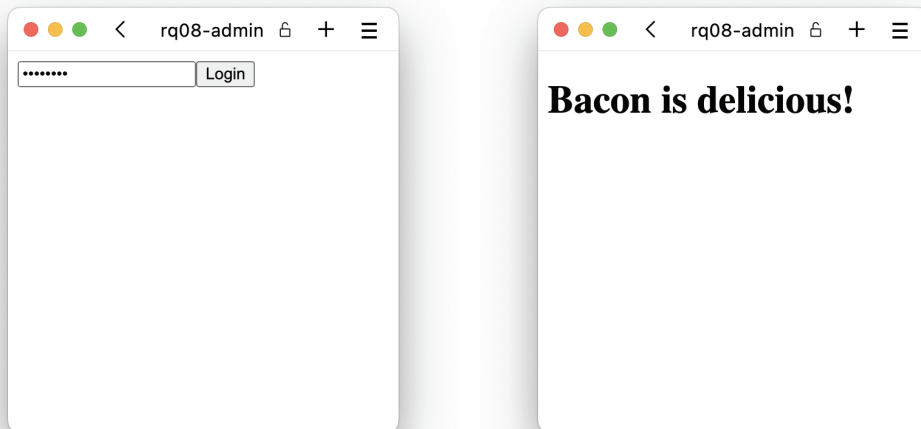 rq08-admin
••••••••
Login
rq08-admin
Bacon is delicious!